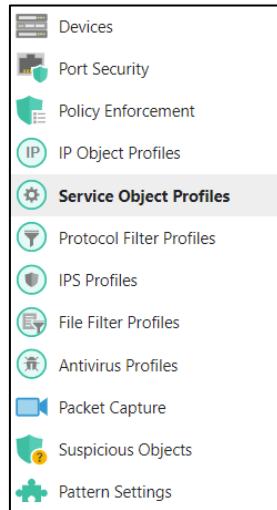 Devices
Port Security
Policy Enforcement
IP
IP Object Profiles
Service Object Profiles
Protocol Filter Profiles
IPS Profiles
File Filter Profiles
Antivirus Profiles
Packet Capture
?
Suspicious Objects
Pattern Settings